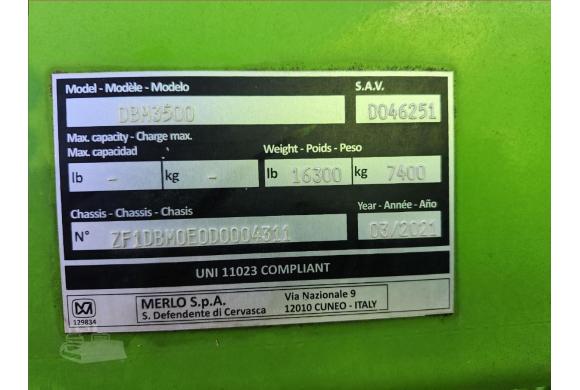 Model - Modèle - Modelo
S.A.V.
DBM3500
D046251
Max. capacity - Charge max.
Max. capacidad
Weight - Poids - Peso
lb - kg - lb 16300 kg 7400
Chassis - Chassis - Chasis
Year - Année - Año
N° ZF1DBM0E0D0004311 03/2021
UNI 11023 COMPLIANT
MERLO S.p.A.
S. Defendente di Cervasca
Via Nazionale 9
12010 CUNEO - ITALY
129834